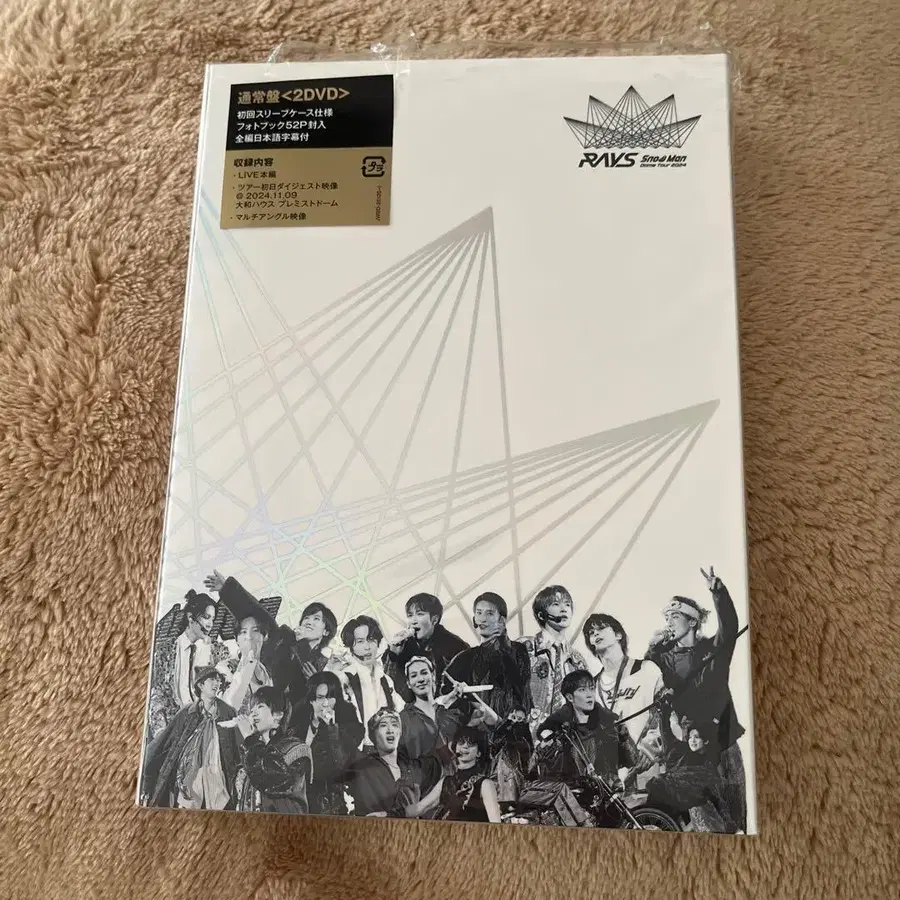 通常盤<2DVD>
初回スリーブケース仕様
フォトブック52P封入
全編日本語字幕付
収録内容
・LIVE本編
・ツアー初日ダイジェスト映像
@ 2024.11.09
大和ハウス プレミストドーム
・マルチアングル映像
RAYS Snow Man
Dome Tour 2024